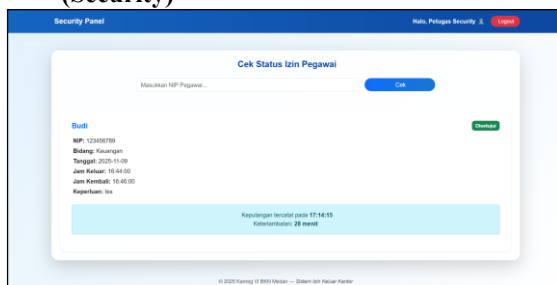 (Security)
Security Panel
Halo, Petugas Security
Logout
Cek Status Izin Pegawai
Masukkan NIP Pegawai...
Cek
Budi
Disetujui
NIP: 123456789
Bidang: Keuangan
Tanggal: 2025-11-09
Jam Keluar: 16:44:00
Jam Kembali: 16:46:00
Keperluan: tes
Kepulangan tercatat pada 17:14:15
Keterlambatan: 28 menit
© 2025 Kanreg VI BKN Medan — Sistem Izin Keluar Kantor